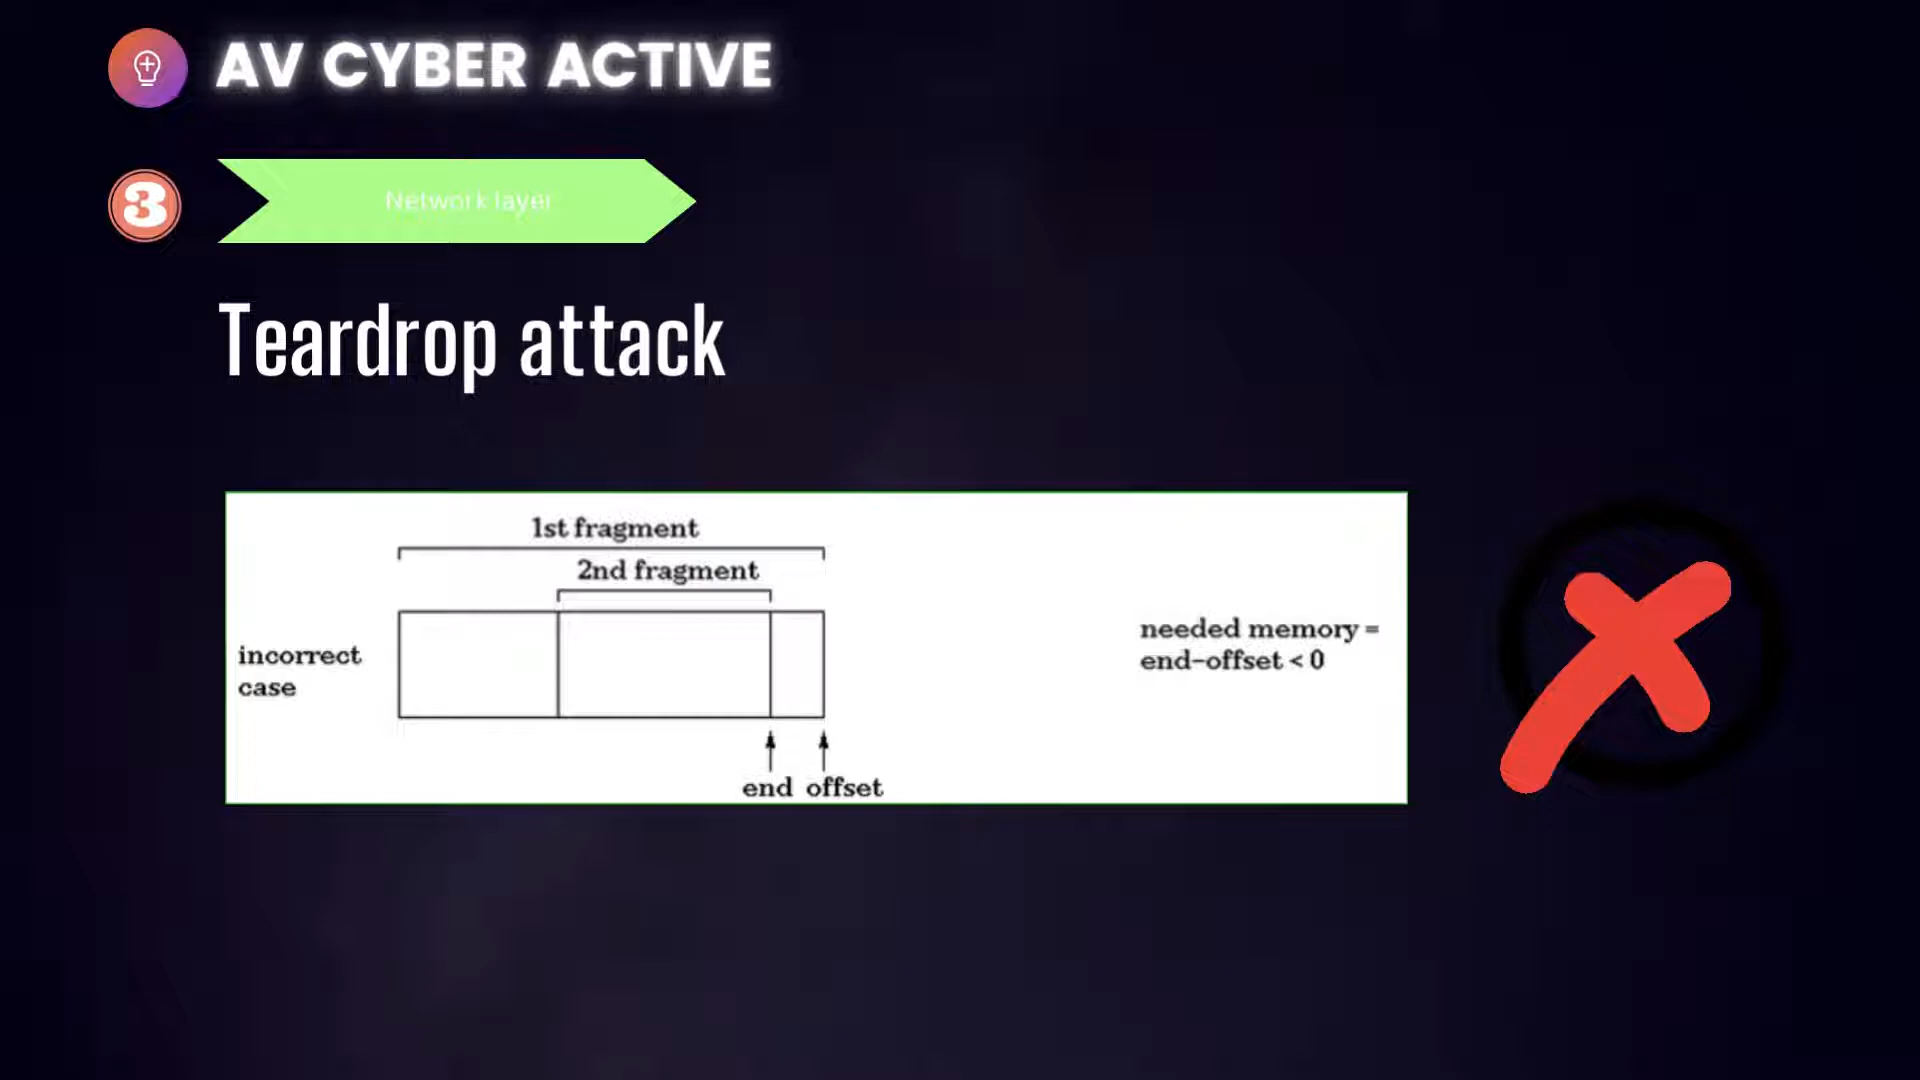 AV CYBER ACTIVE
3
Network layer
Teardrop attack
1st fragment
2nd fragment
incorrect
case
needed memory =
end-offset < 0
end offset